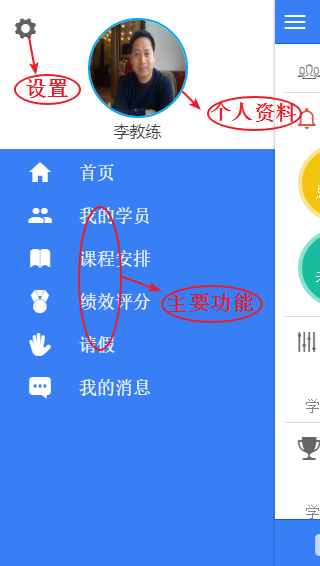 设置
个人资料
李教练
首页
我的学员
课程安排
绩效评分
主要功能
请假
我的消息
学
学